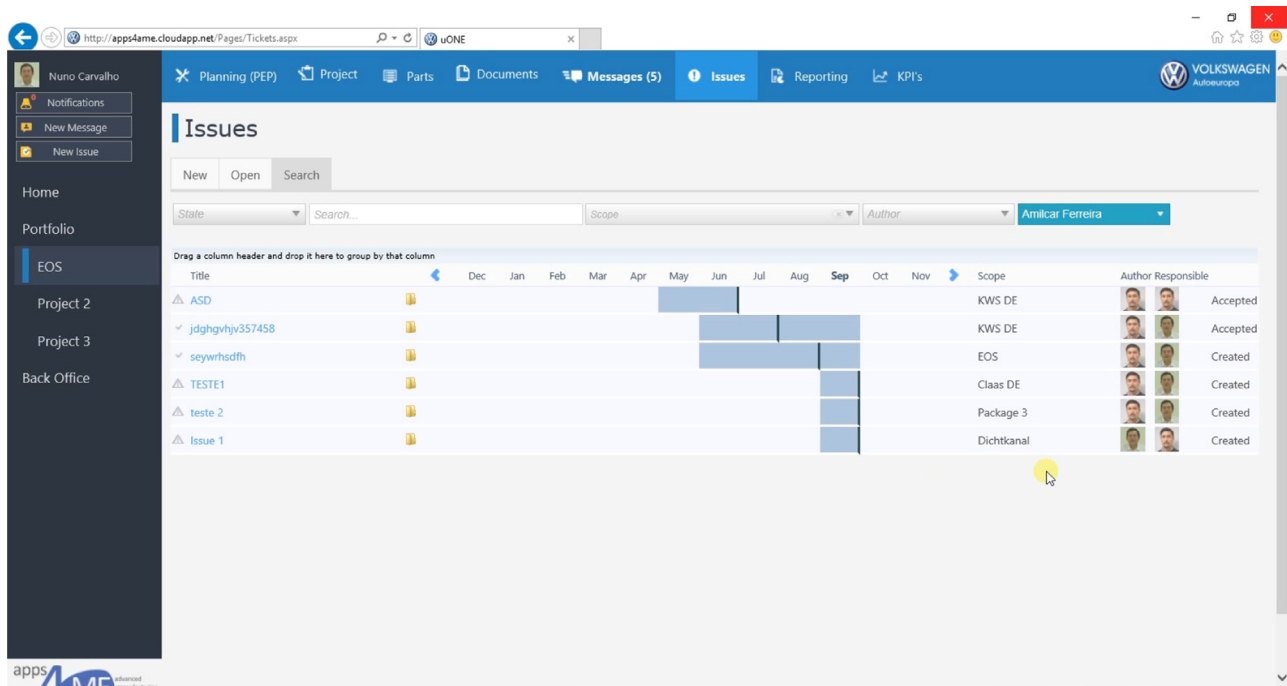 http://apps4ame.cloudapp.net/Pages/Tickets.aspx
uONE
Nuno Carvalho
Notifications
New Message
New Issue
Home
Portfolio
EOS
Project 2
Project 3
Back Office
Planning (PEP) Project Parts Documents Messages (5) Issues Reporting KPI's
VOLKSWAGEN
Autoeuropa
Issues
New Open Search
State Search... Scope Author Amilcar Ferreira
Drag a column header and drop it here to group by that column
Title Dec Jan Feb Mar Apr May Jun Jul Aug Sep Oct Nov Scope Author Responsible
ASD KWS DE Accepted
jdghgvhjv357458 KWS DE Accepted
seywrhsdfh EOS Created
TESTE1 Claas DE Created
teste 2 Package 3 Created
Issue 1 Dichtkanal Created
apps
4ME advanced